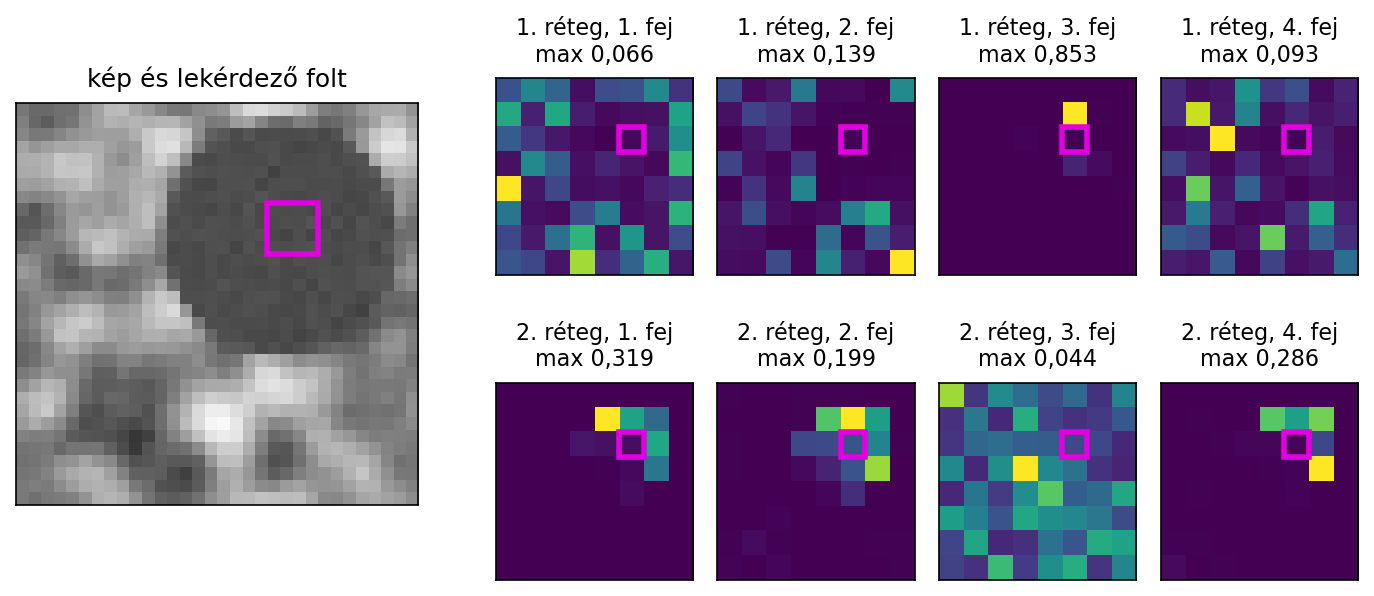 kép és lekérdező folt
1. réteg, 1. fej
max 0,066
1. réteg, 2. fej
max 0,139
1. réteg, 3. fej
max 0,853
1. réteg, 4. fej
max 0,093
2. réteg, 1. fej
max 0,319
2. réteg, 2. fej
max 0,199
2. réteg, 3. fej
max 0,044
2. réteg, 4. fej
max 0,286